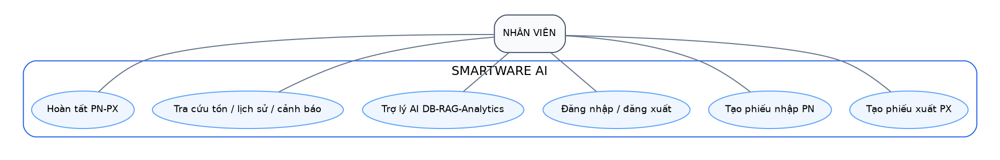 NHÂN VIÊN
SMARTWARE AI
Hoàn tất PN-PX
Tra cứu tồn / lịch sử / cảnh báo
Trợ lý AI DB-RAG-Analytics
Đăng nhập / đăng xuất
Tạo phiếu nhập PN
Tạo phiếu xuất PX